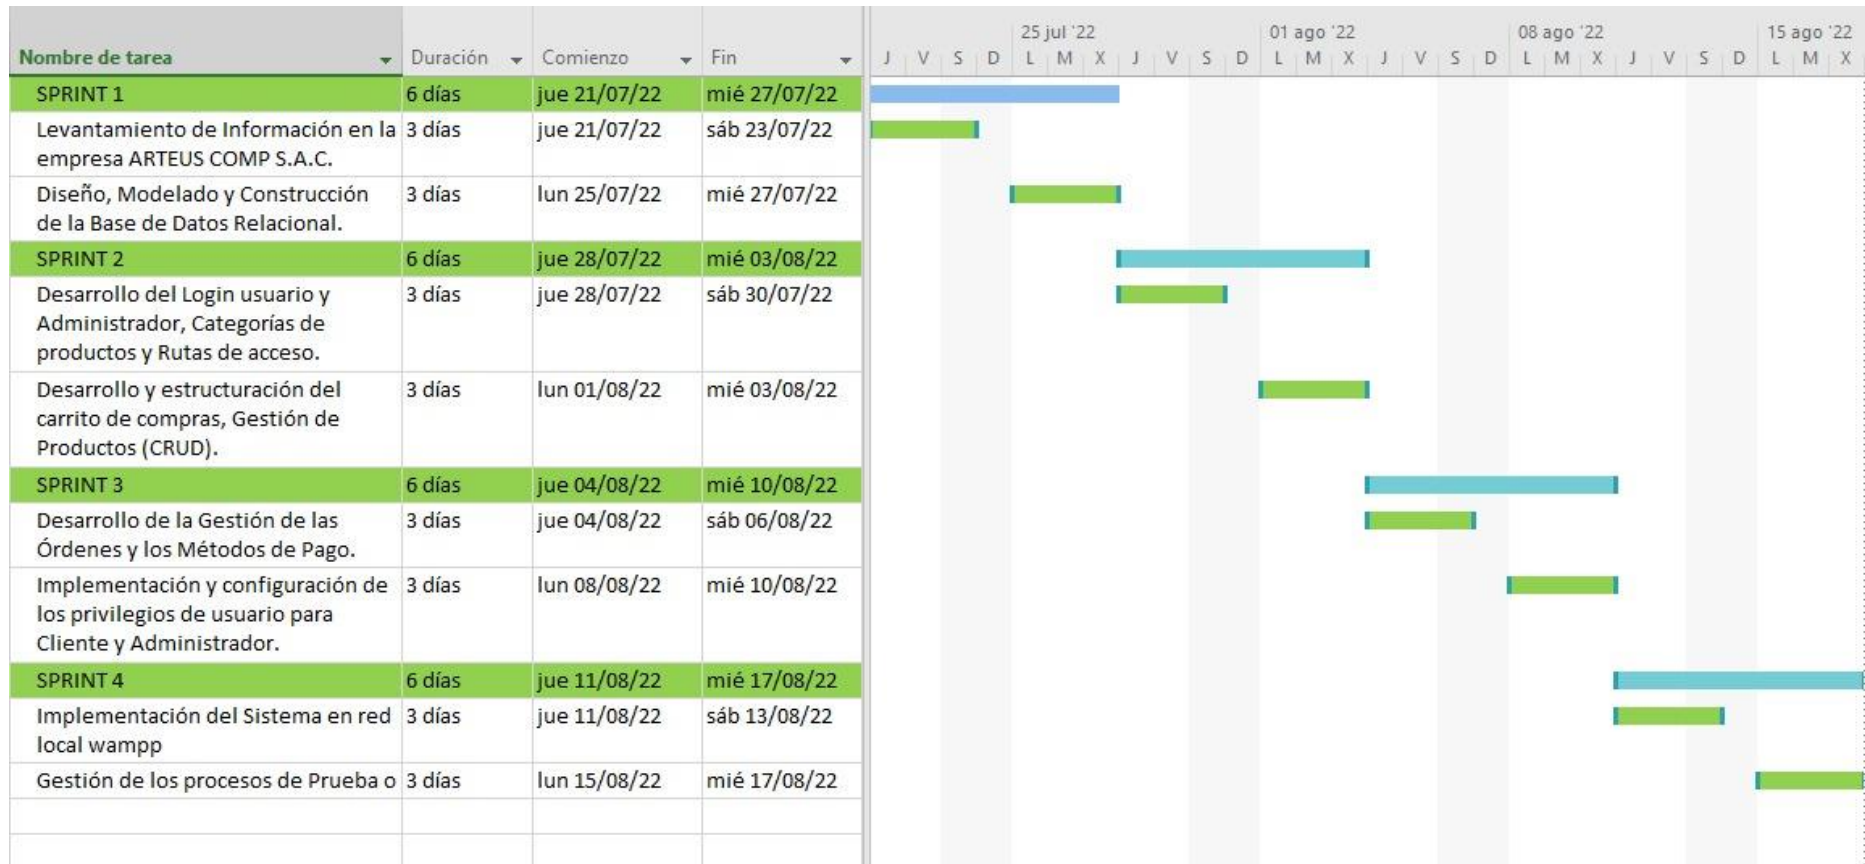 25 jul '22 01 ago '22 08 ago '22 15 ago '22
Nombre de tarea Duración Comienzo Fin J V S D L M X J V S D L M X J V S D L M X J V S D L M X
SPRINT 1 6 días jue 21/07/22 mié 27/07/22
Levantamiento de Información en la 3 días jue 21/07/22 sáb 23/07/22
empresa ARTEUS COMP S.A.C.
Diseño, Modelado y Construcción 3 días lun 25/07/22 mié 27/07/22
de la Base de Datos Relacional.
SPRINT 2 6 días jue 28/07/22 mié 03/08/22
Desarrollo del Login usuario y 3 días jue 28/07/22 sáb 30/07/22
Administrador, Categorías de
productos y Rutas de acceso.
Desarrollo y estructuración del 3 días lun 01/08/22 mié 03/08/22
carrito de compras, Gestión de
Productos (CRUD).
SPRINT 3 6 días jue 04/08/22 mié 10/08/22
Desarrollo de la Gestión de las 3 días jue 04/08/22 sáb 06/08/22
Órdenes y los Métodos de Pago.
Implementación y configuración de 3 días lun 08/08/22 mié 10/08/22
los privilegios de usuario para
Cliente y Administrador.
SPRINT 4 6 días jue 11/08/22 mié 17/08/22
Implementación del Sistema en red 3 días jue 11/08/22 sáb 13/08/22
local wampp
Gestión de los procesos de Prueba o 3 días lun 15/08/22 mié 17/08/22